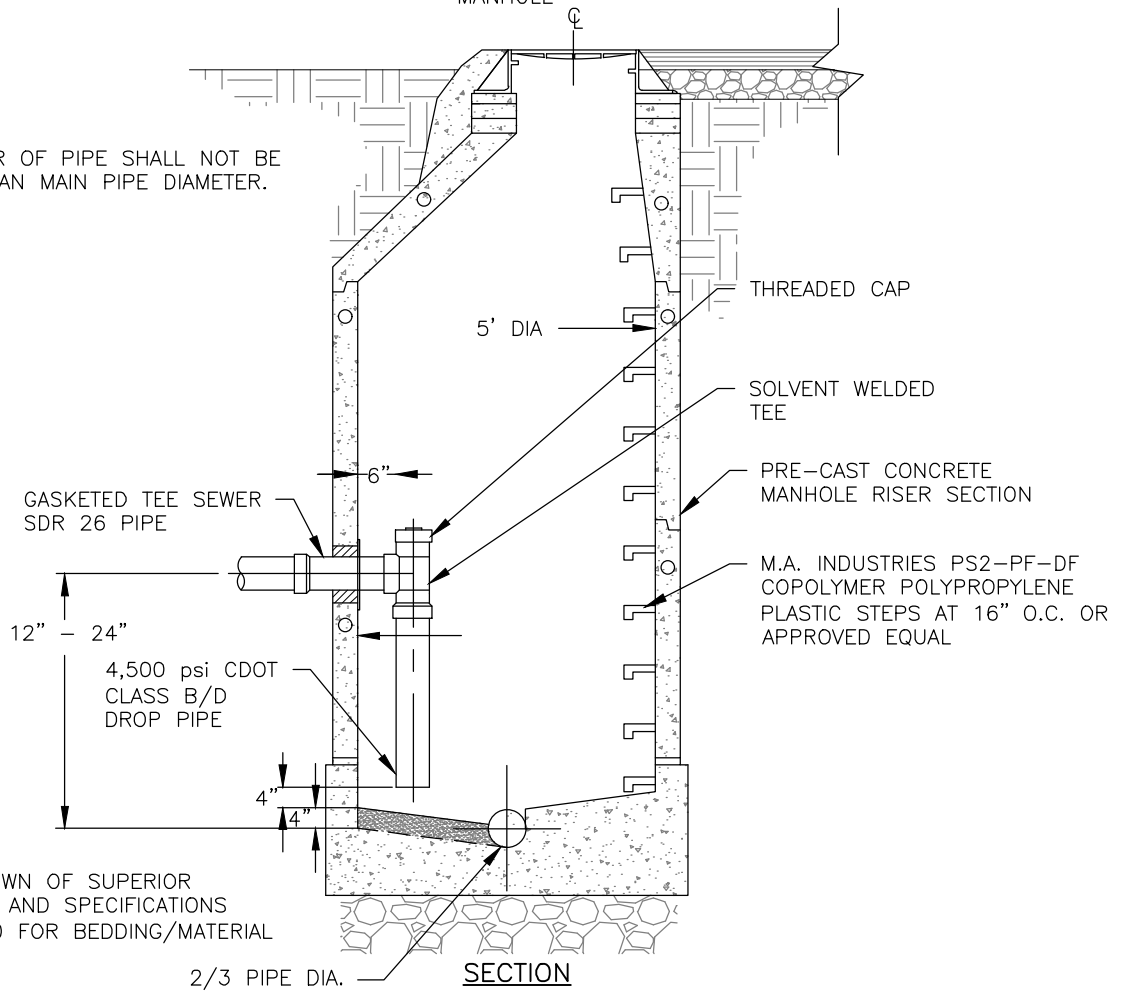 MANHOLE
℄
R OF PIPE SHALL NOT BE
AN MAIN PIPE DIAMETER.
THREADED CAP
5' DIA
SOLVENT WELDED
TEE
6"
PRE-CAST CONCRETE
MANHOLE RISER SECTION
GASKETED TEE SEWER
SDR 26 PIPE
M.A. INDUSTRIES PS2-PF-DF
COPOLYMER POLYPROPYLENE
PLASTIC STEPS AT 16" O.C. OR
APPROVED EQUAL
12" - 24"
4,500 psi CDOT
CLASS B/D
DROP PIPE
4"
4"
WN OF SUPERIOR
AND SPECIFICATIONS
FOR BEDDING/MATERIAL
2/3 PIPE DIA.
SECTION